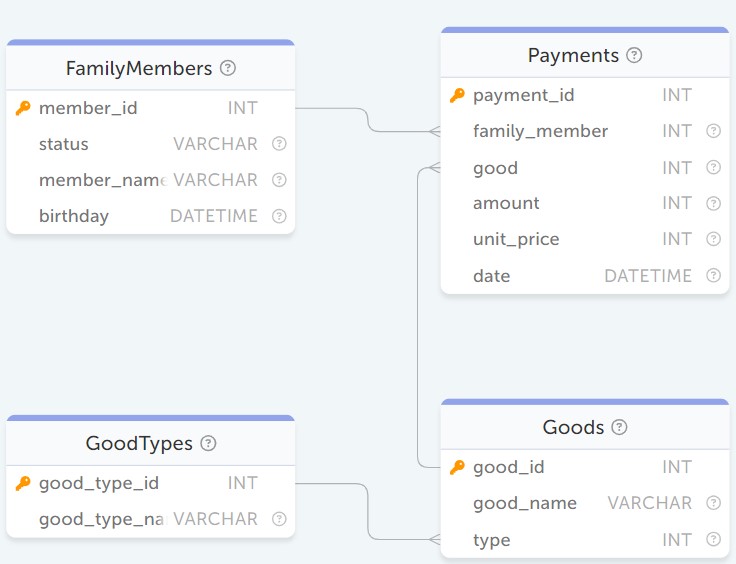 FamilyMembers ?
member_id INT
status VARCHAR ?
member_name VARCHAR ?
birthday DATETIME ?
Payments ?
payment_id INT
family_member INT ?
good INT ?
amount INT ?
unit_price INT ?
date DATETIME ?
GoodTypes ?
good_type_id INT
good_type_na VARCHAR ?
Goods ?
good_id INT
good_name VARCHAR ?
type INT ?